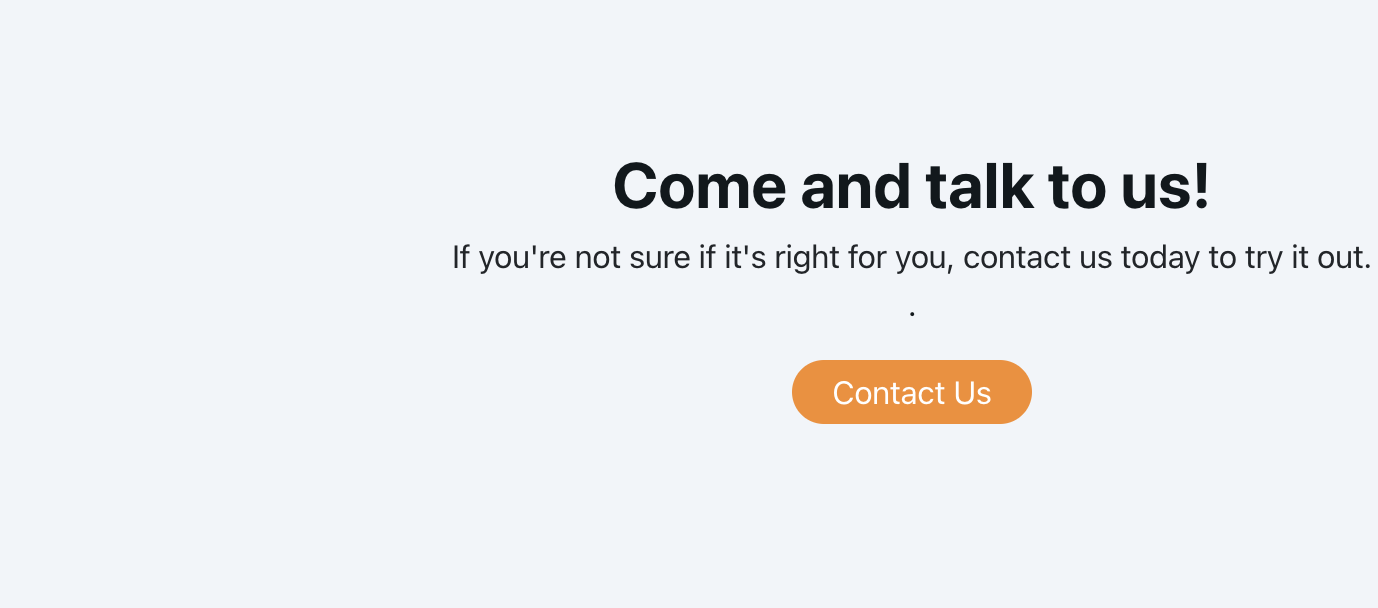 Come and talk to us!
If you're not sure if it's right for you, contact us today to try it out.
.
Contact Us